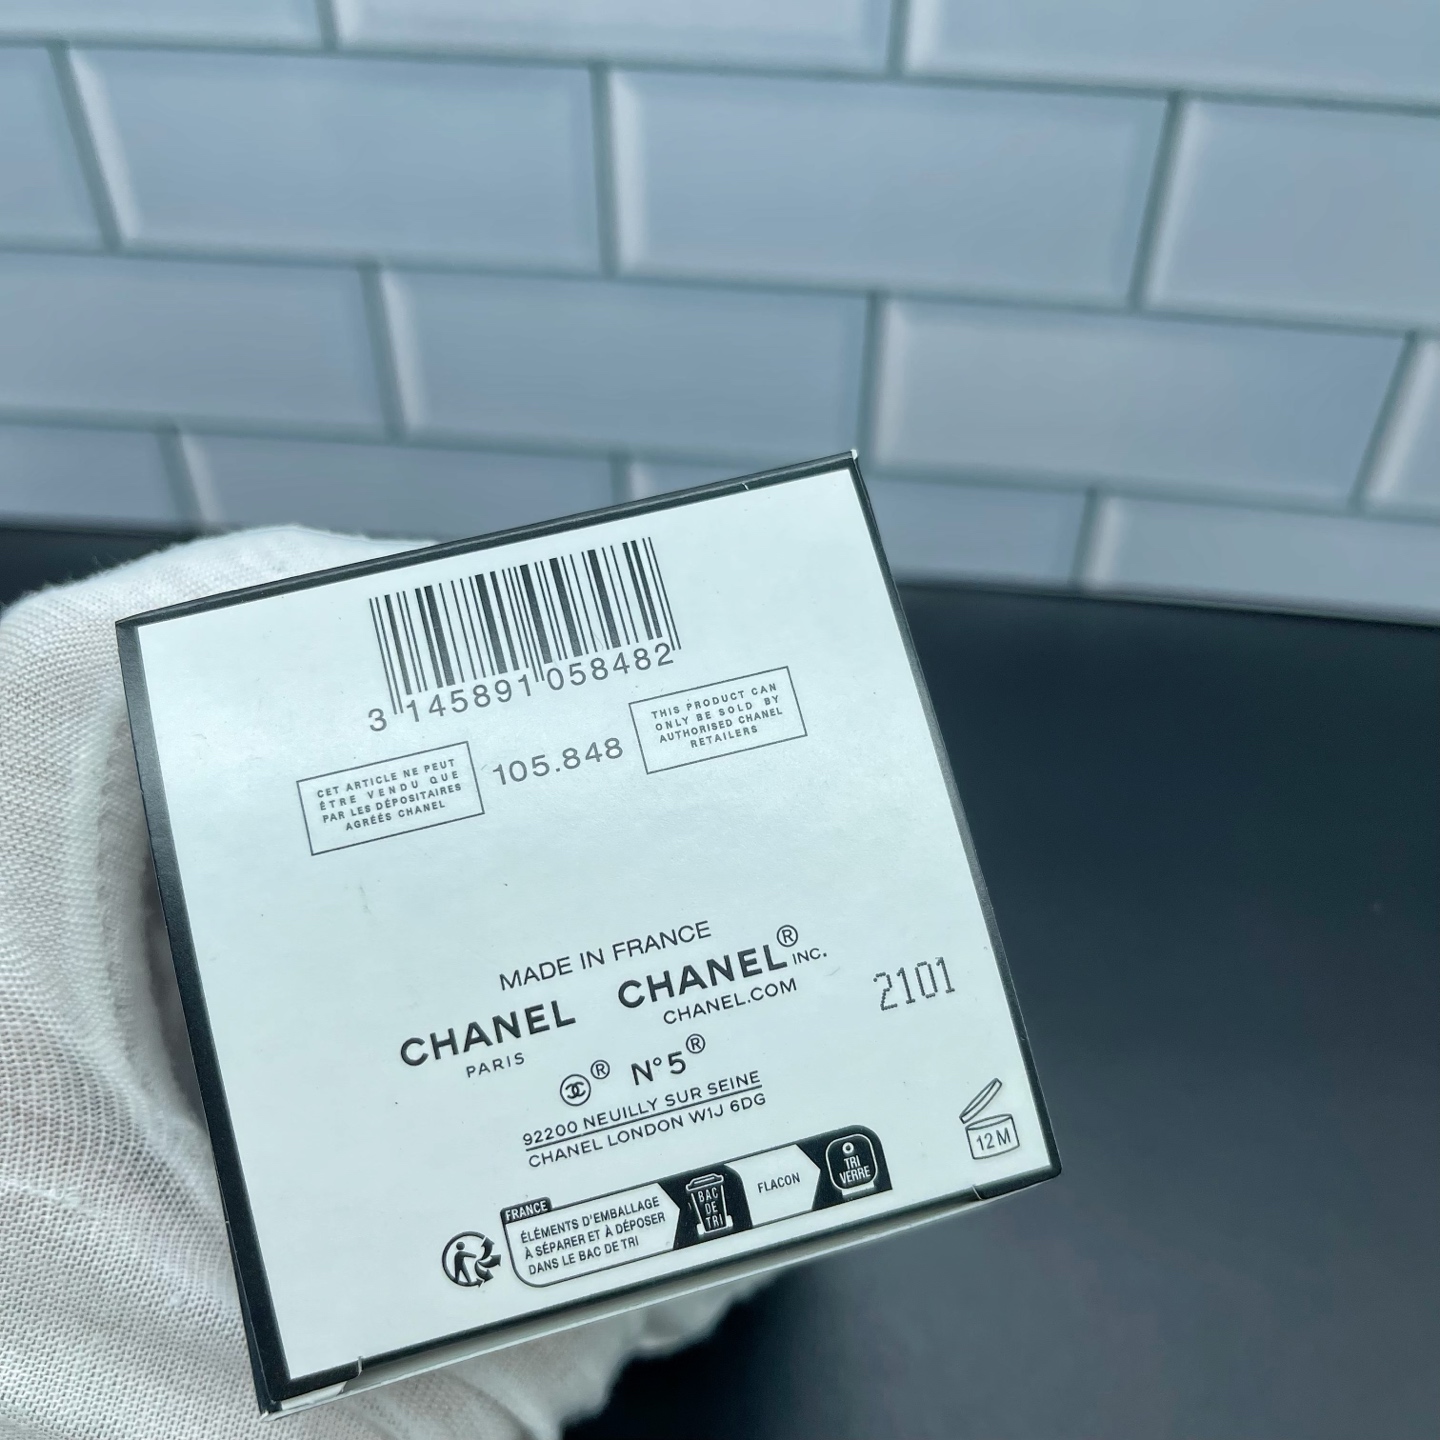 3 145891 058482
CET ARTICLE NE PEUT
ÊTRE VENDU QUE
PAR LES DÉPOSITAIRES
AGRÉÉS CHANEL
105.848
THIS PRODUCT CAN
ONLY BE SOLD BY
AUTHORISED CHANEL
RETAILERS
MADE IN FRANCE
CHANEL
PARIS
CHANEL® INC.
CHANEL.COM
® N°5®
92200 NEUILLY SUR SEINE
CHANEL LONDON W1J 6DG
2101
12 M
FRANCE
ÉLÉMENTS D'EMBALLAGE
À SÉPARER ET À DÉPOSER
DANS LE BAC DE TRI
BAC
DE
TRI
FLACON
TRI
VERRE